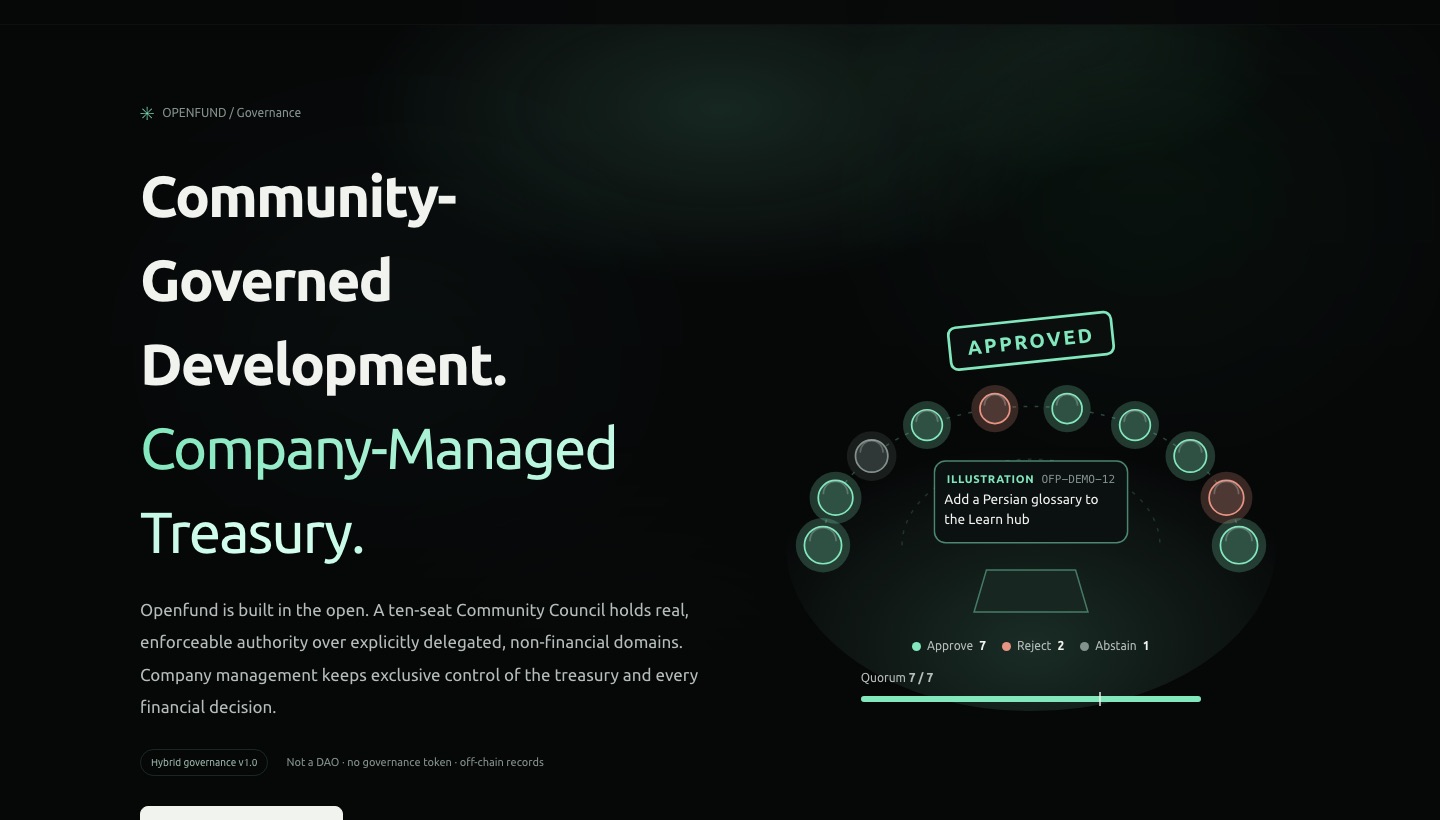 OPENFUND / Governance
Community-
Governed
Development.
Company-Managed
Treasury.
Openfund is built in the open. A ten-seat Community Council holds real,
enforceable authority over explicitly delegated, non-financial domains.
Company management keeps exclusive control of the treasury and every
financial decision.
Hybrid governance v1.0
Not a DAO · no governance token · off-chain records
APPROVED
ILLUSTRATION OFP-DEMO-12
Add a Persian glossary to
the Learn hub
Approve 7 Reject 2 Abstain 1
Quorum 7 / 7